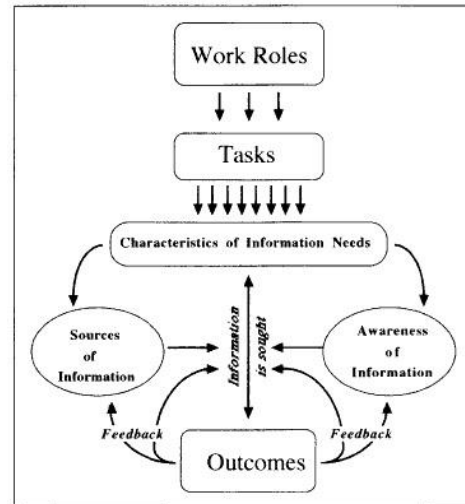 Work Roles
Tasks
Characteristics of Information Needs
Sources
of
Information
Information
is sought
Awareness
of
Information
Feedback
Feedback
Outcomes